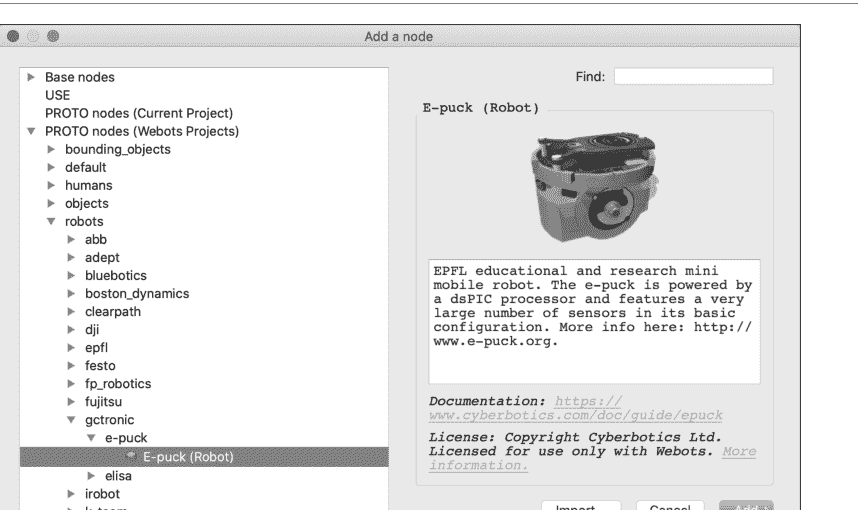 Add a node
Base nodes
USE
PROTO nodes (Current Project)
PROTO nodes (Webots Projects)
bounding_objects
default
humans
objects
robots
abb
adept
bluebotics
boston_dynamics
clearpath
dji
epfl
festo
fp_robotics
fujitsu
gctronic
e-puck
E-puck (Robot)
elisa
irobot
Find:
E-puck (Robot)
EPFL educational and research mini
mobile robot. The e-puck is powered by
a dsPIC processor and features a very
large number of sensors in its basic
configuration. More info here: http://
www.e-puck.org.
Documentation: https://
www.cyberbotics.com/doc/guide/epuck
License: Copyright Cyberbotics Ltd.
Licensed for use only with Webots. More
information.
Import...
Cancel
Add